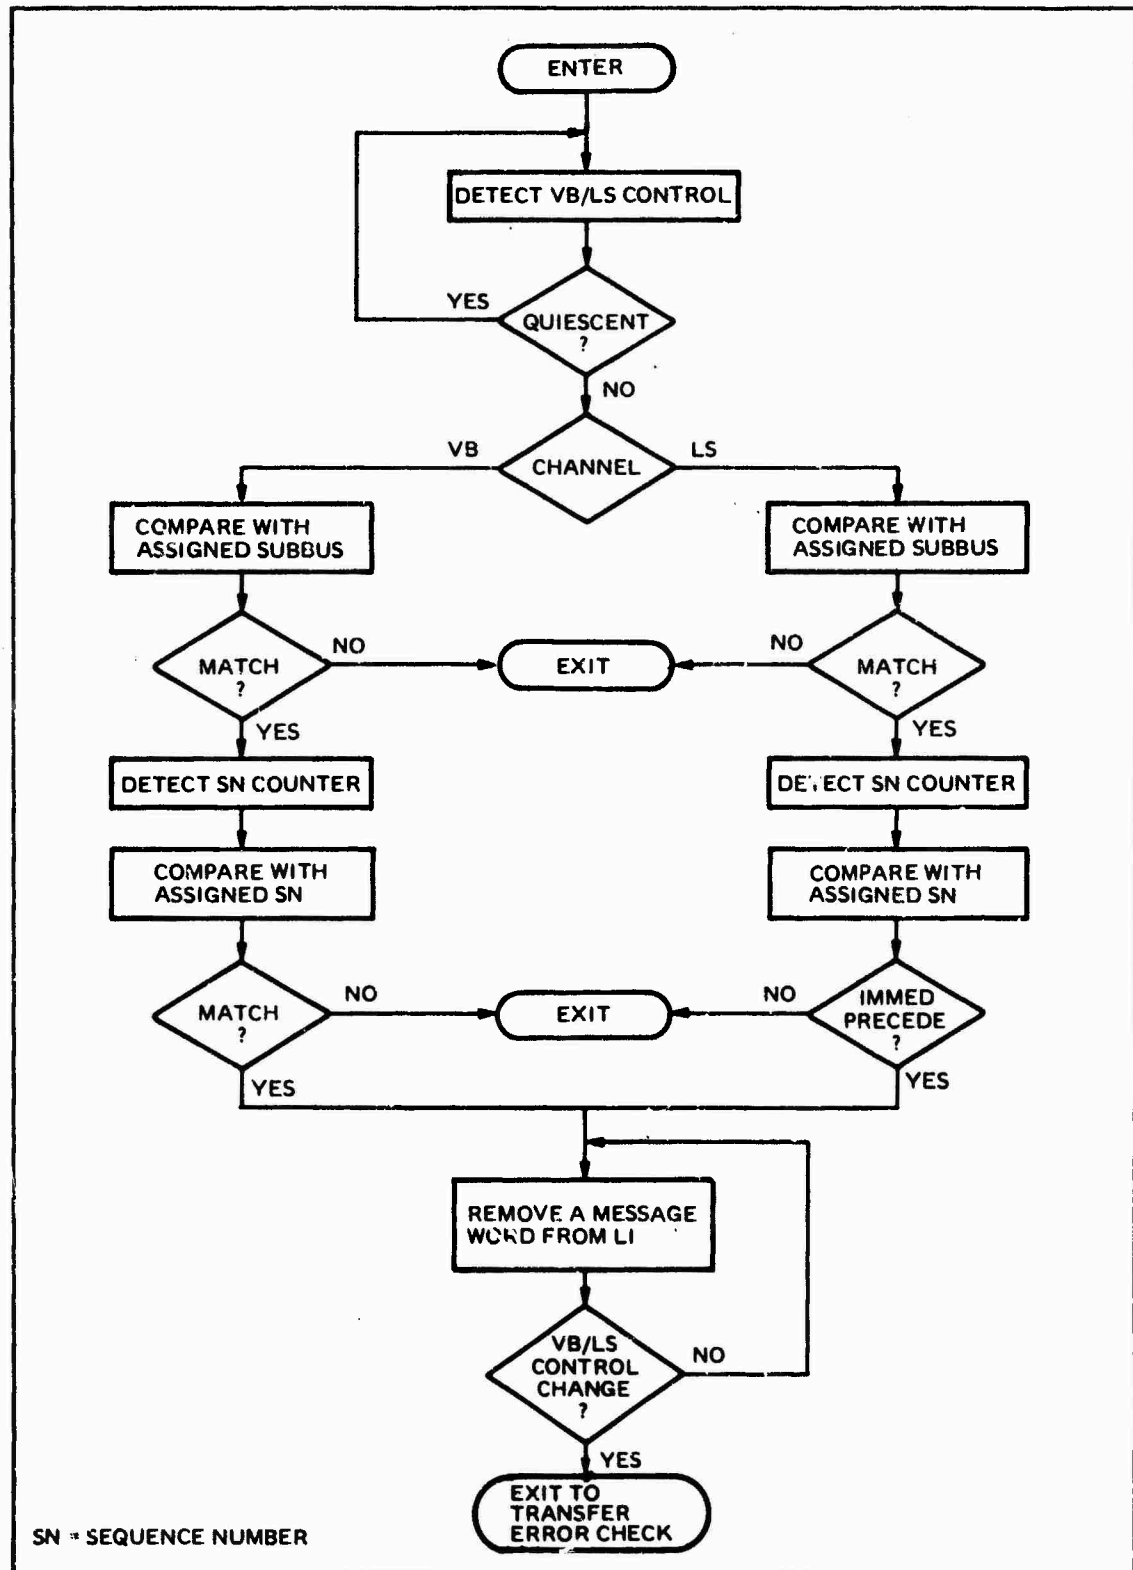 ENTER
DETECT VB/LS CONTROL
YES
QUIESCENT
?
NO
VB
CHANNEL
LS
COMPARE WITH
ASSIGNED SUBBUS
COMPARE WITH
ASSIGNED SUBBUS
MATCH
?
NO
EXIT
NO
MATCH
?
YES
YES
DETECT SN COUNTER
DETECT SN COUNTER
COMPARE WITH
ASSIGNED SN
COMPARE WITH
ASSIGNED SN
MATCH
?
NO
EXIT
NO
IMMED
PRECEDE
?
YES
YES
REMOVE A MESSAGE
WORD FROM LI
VB/LS
CONTROL
CHANGE
?
NO
YES
EXIT TO
TRANSFER
ERROR CHECK
SN = SEQUENCE NUMBER